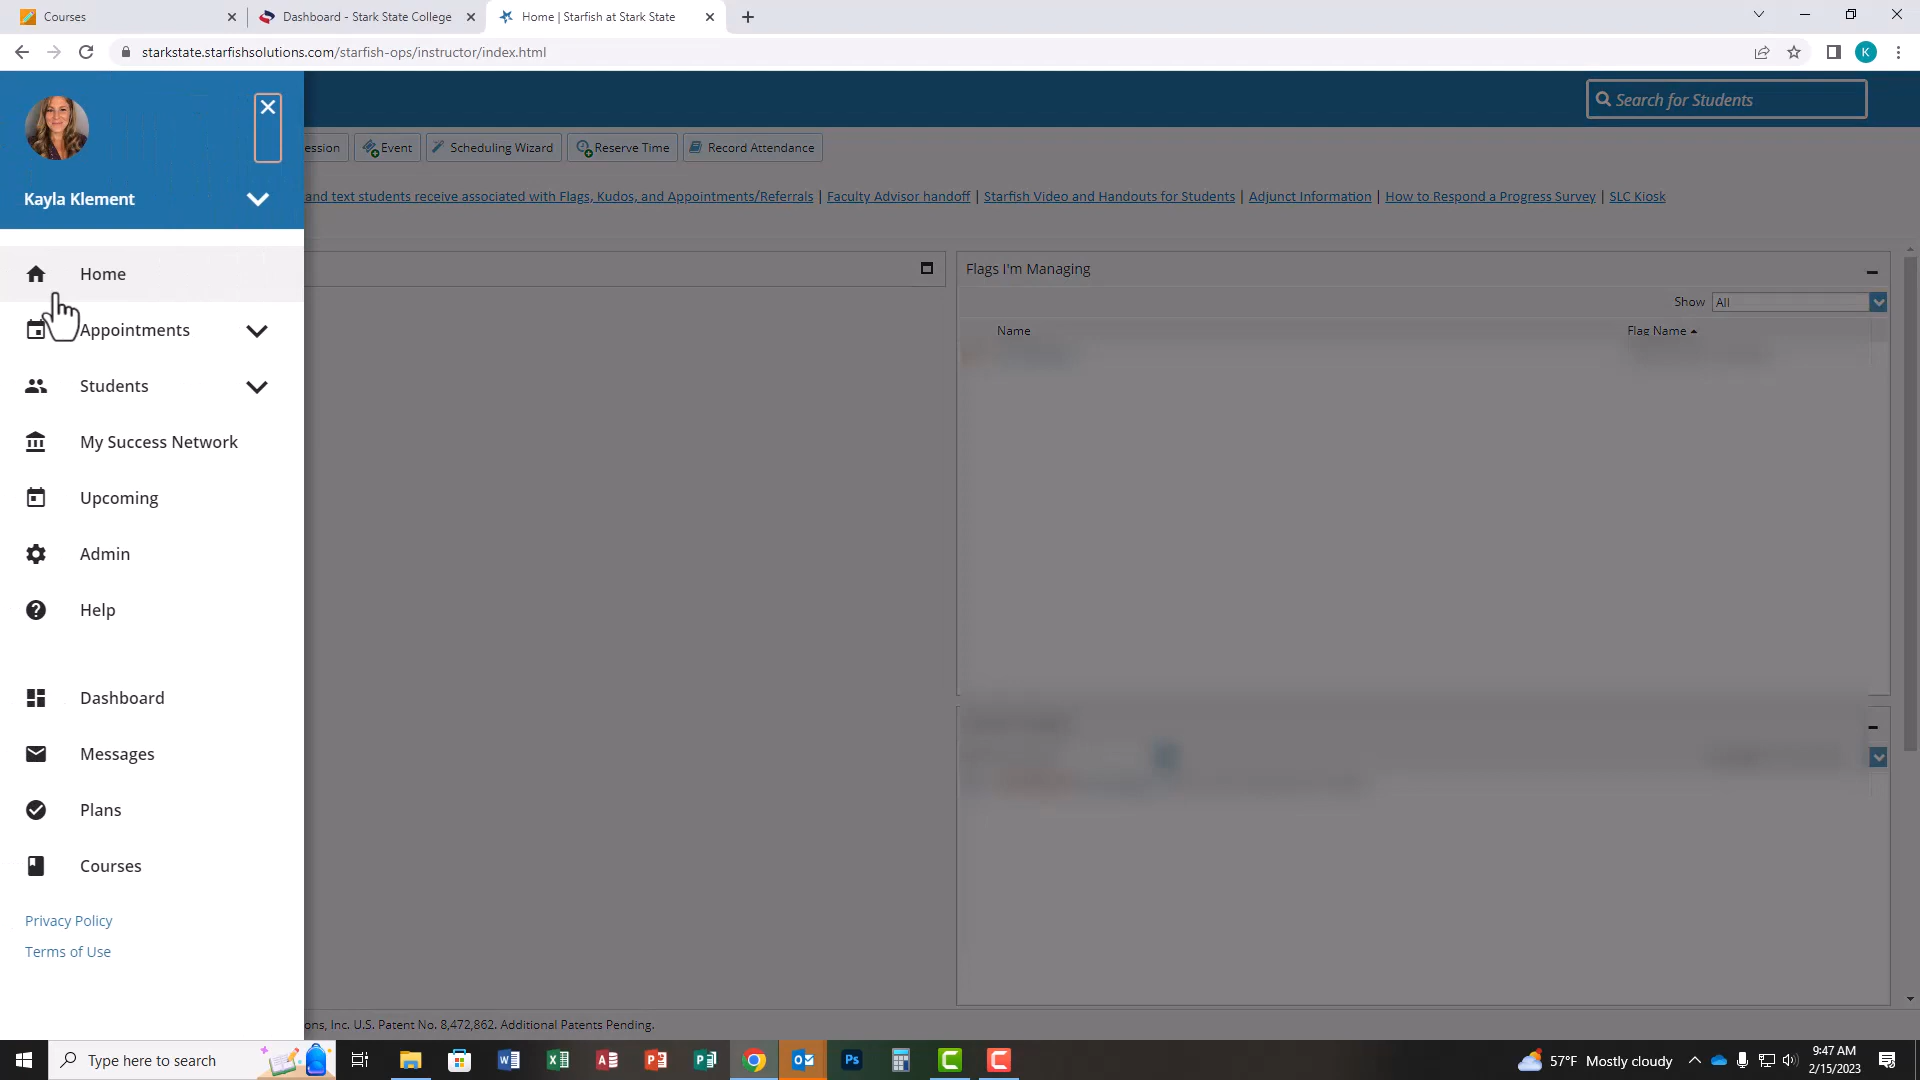 Courses
Dashboard - Stark State College
Home | Starfish at Stark State
starkstate.starfishsolutions.com/starfish-ops/instructor/index.html
K
Search for Students
ession
Event
Scheduling Wizard
Reserve Time
Record Attendance
Kayla Klement
and text students receive associated with Flags, Kudos, and Appointments/Referrals | Faculty Advisor handoff | Starfish Video and Handouts for Students | Adjunct Information | How to Respond a Progress Survey | SLC Kiosk
Flags I'm Managing
Show All
Name Flag Name
Home
Appointments
Students
My Success Network
Upcoming
Admin
Help
Dashboard
Messages
Plans
Courses
Privacy Policy
Terms of Use
ons, Inc. U.S. Patent No. 8,472,862. Additional Patents Pending.
Type here to search
57°F Mostly cloudy
9:47 AM
2/15/2023